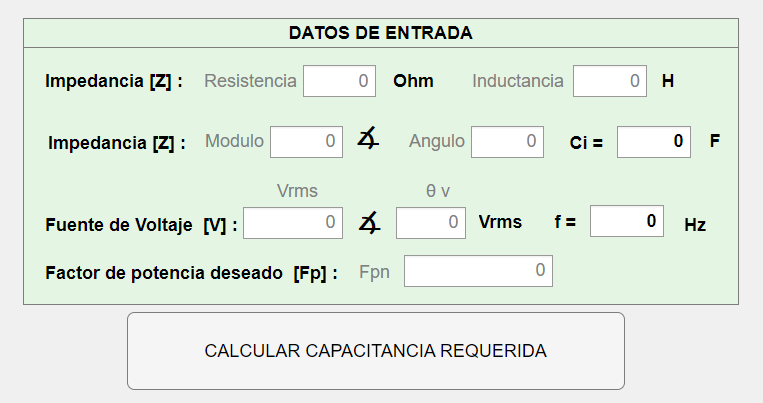 DATOS DE ENTRADA
Impedancia [Z] : Resistencia 0 Ohm Inductancia 0 H
Impedancia [Z] : Modulo 0 ∡ Angulo 0 Ci = 0 F
Vrms θ v
Fuente de Voltaje [V] : 0 ∡ 0 Vrms f = 0 Hz
Factor de potencia deseado [Fp] : Fpn 0
CALCULAR CAPACITANCIA REQUERIDA